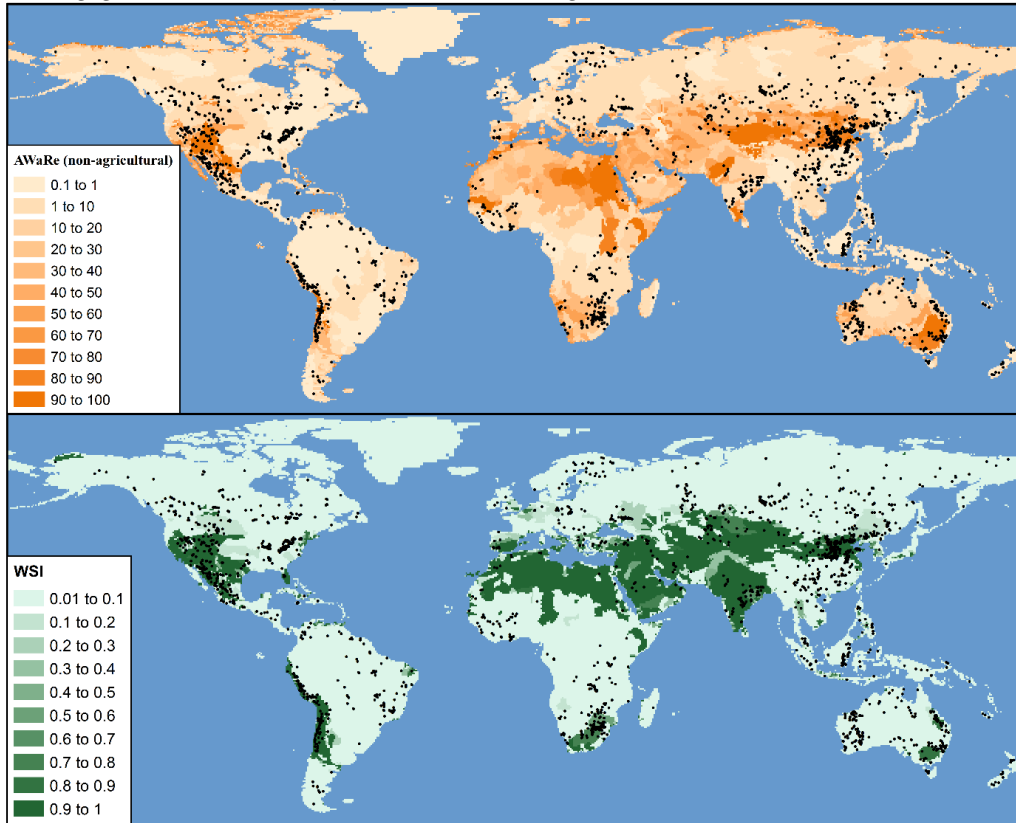 AWaRe (non-agricultural)
0.1 to 1
1 to 10
10 to 20
20 to 30
30 to 40
40 to 50
50 to 60
60 to 70
70 to 80
80 to 90
90 to 100
WSI
0.01 to 0.1
0.1 to 0.2
0.2 to 0.3
0.3 to 0.4
0.4 to 0.5
0.5 to 0.6
0.6 to 0.7
0.7 to 0.8
0.8 to 0.9
0.9 to 1